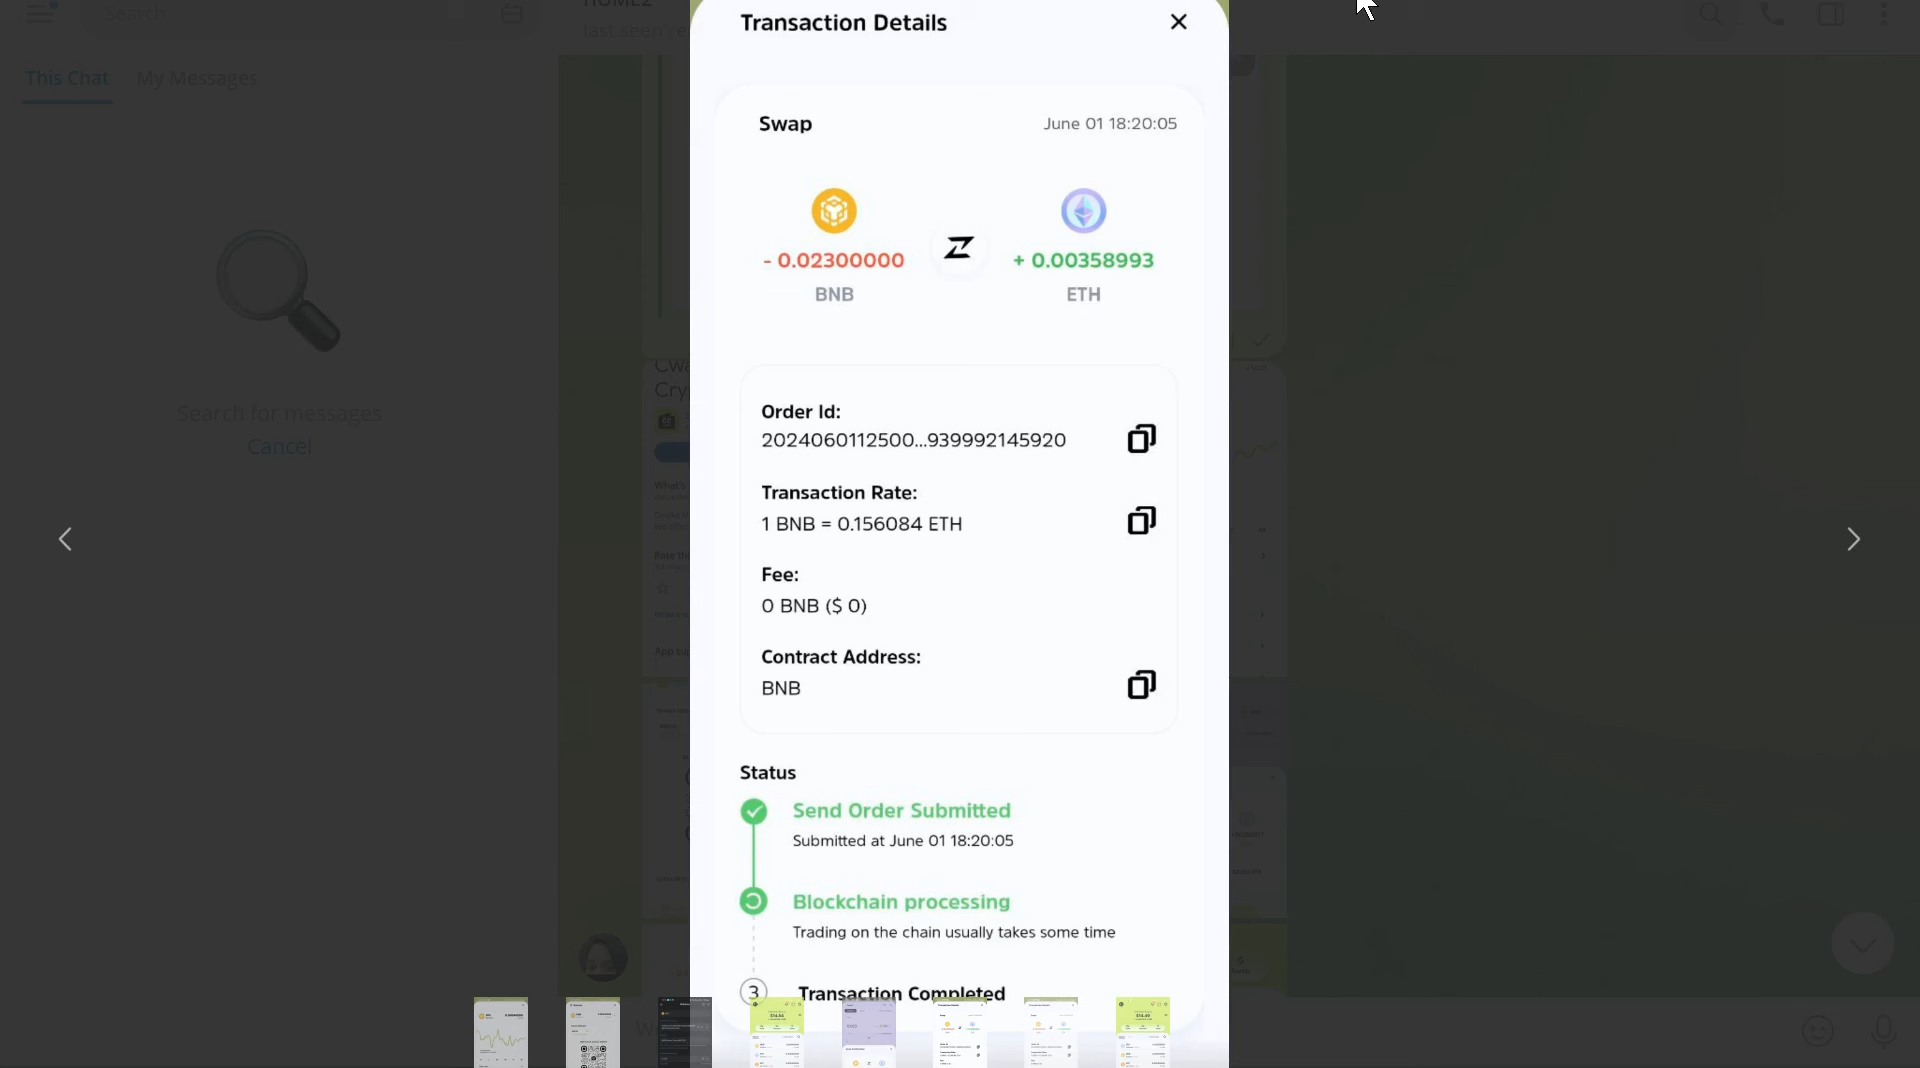 Search
This Chat
My Messages
Search for messages
Cancel
Transaction Details
Swap
June 01 18:20:05
- 0.02300000
BNB
+ 0.00358993
ETH
Order Id:
2024060112500...939992145920
Transaction Rate:
1 BNB = 0.156084 ETH
Fee:
0 BNB ($ 0)
Contract Address:
BNB
Status
Send Order Submitted
Submitted at June 01 18:20:05
Blockchain processing
Trading on the chain usually takes some time
3
Transaction Completed